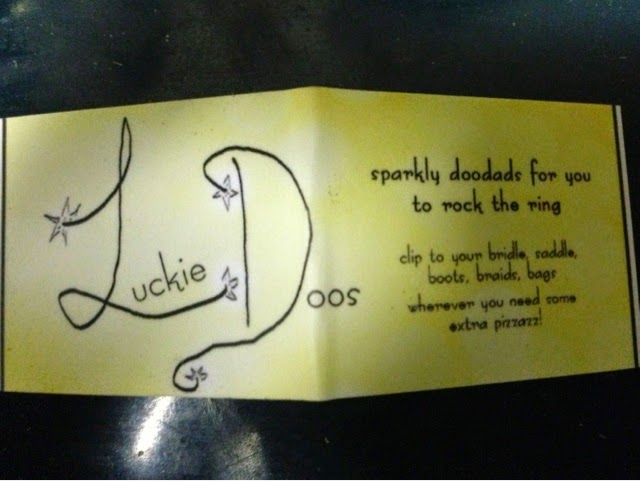 Luckie Doos
sparkly doodads for you
to rock the ring
clip to your bridle, saddle,
boots, braids, bags
wherever you need some
extra pizzazz!